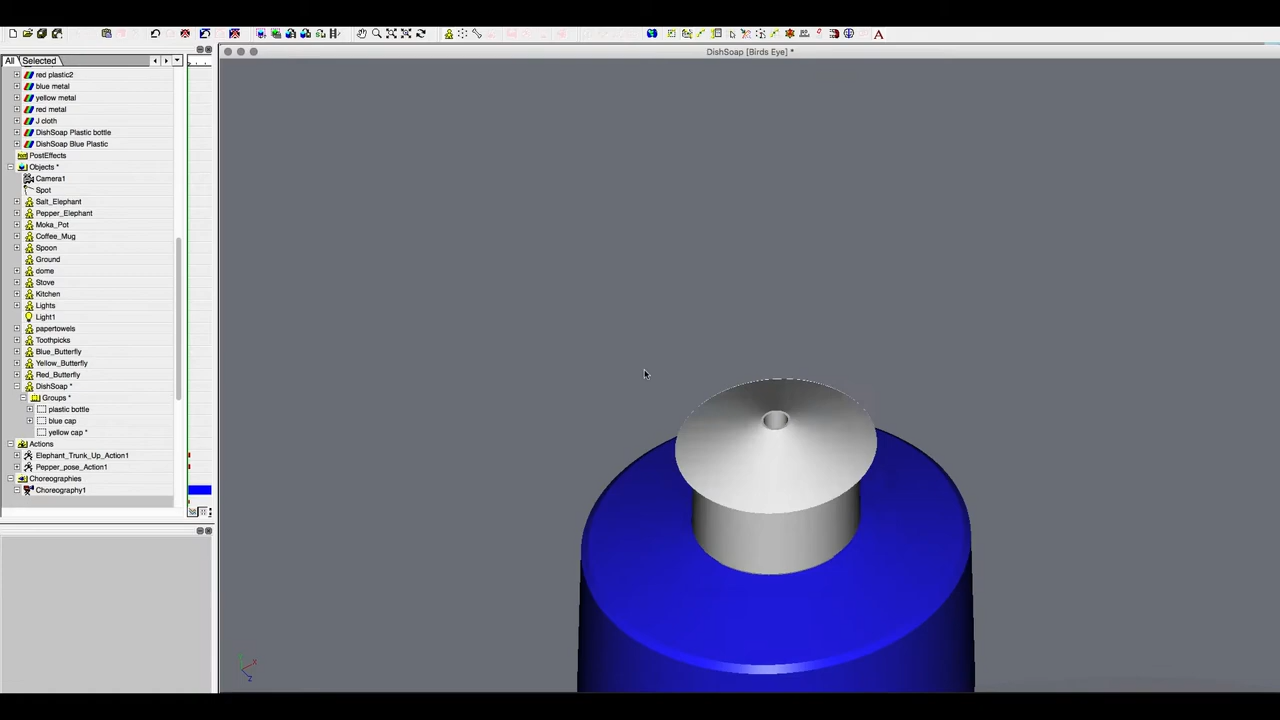 DishSoap [Birds Eye] *
All
Selected
red plastic2
blue metal
yellow metal
red metal
J cloth
DishSoap Plastic bottle
DishSoap Blue Plastic
PostEffects
Objects *
Camera1
Spot
Salt_Elephant
Pepper_Elephant
Moka_Pot
Coffee_Mug
Spoon
Ground
dome
Stove
Kitchen
Lights
Light1
papertowels
Toothpicks
Blue_Butterfly
Yellow_Butterfly
Red_Butterfly
DishSoap *
Groups *
plastic bottle
blue cap
yellow cap *
Actions
Elephant_Trunk_Up_Action1
Pepper_pose_Action1
Choreographies
Choreography1